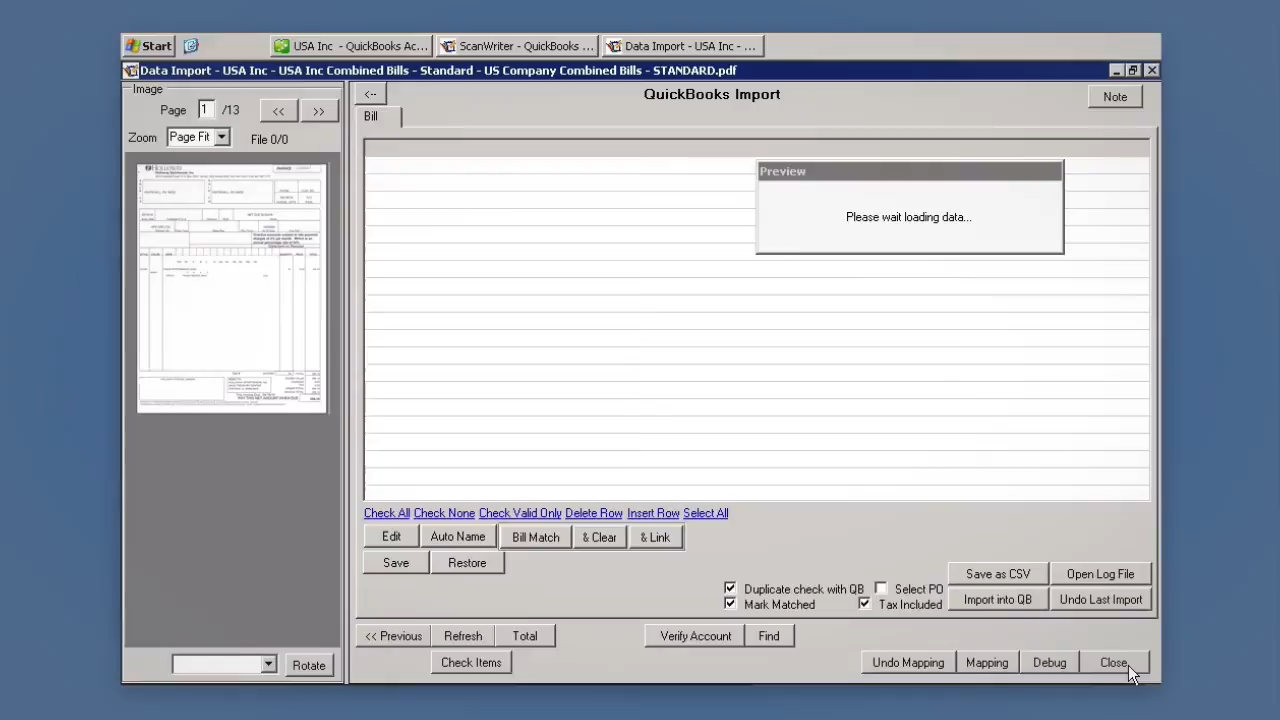 Start
USA Inc - QuickBooks Ac...
ScanWriter - QuickBooks ...
Data Import - USA Inc - ...
Data Import - USA Inc - USA Inc Combined Bills - Standard - US Company Combined Bills - STANDARD.pdf
Image
Page 1 /13 << >>
Zoom Page Fit File 0/0
<--
QuickBooks Import
Note
Bill
Preview
Please wait loading data...
Check All Check None Check Valid Only Delete Row Insert Row Select All
Edit Auto Name Bill Match & Clear & Link
Save Restore
Duplicate check with QB Select PO
Mark Matched Tax Included
Save as CSV Open Log File
Import into QB Undo Last Import
<< Previous Refresh Total Verify Account Find
Rotate
Check Items
Undo Mapping Mapping Debug Close